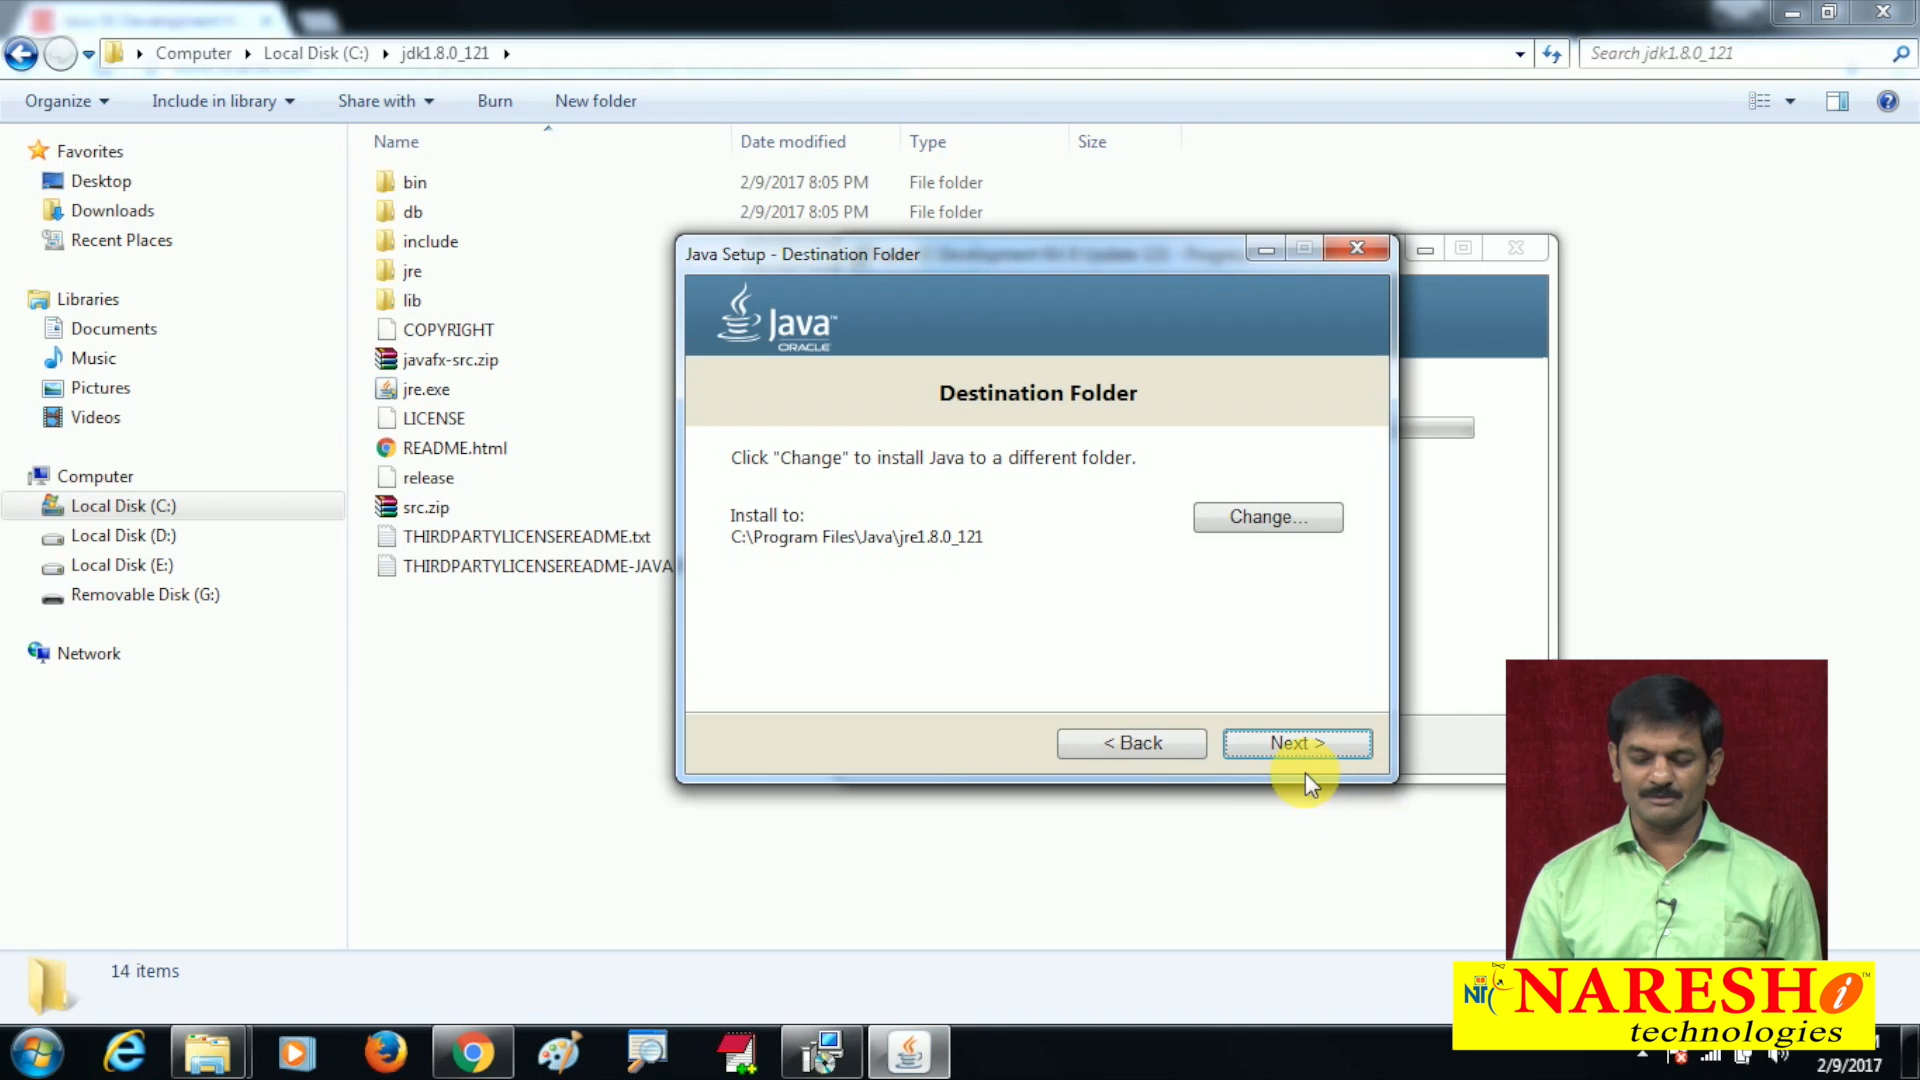 Computer Local Disk (C:) jdk1.8.0_121
Search jdk1.8.0_121
Organize Include in library Share with Burn New folder
Name Date modified Type Size
Favorites
Desktop
Downloads
Recent Places
Libraries
Documents
Music
Pictures
Videos
Computer
Local Disk (C:)
Local Disk (D:)
Local Disk (E:)
Removable Disk (G:)
Network
bin 2/9/2017 8:05 PM File folder
db 2/9/2017 8:05 PM File folder
include
jre
lib
COPYRIGHT
javafx-src.zip
jre.exe
LICENSE
README.html
release
src.zip
THIRDPARTYLICENSEREADME.txt
THIRDPARTYLICENSEREADME-JAVA
Java Setup - Destination Folder
Java™
ORACLE
Destination Folder
Click "Change" to install Java to a different folder.
Install to:
C:\Program Files\Java\jre1.8.0_121
Change...
< Back Next >
14 items
NARESH i ™
technologies
2/9/2017